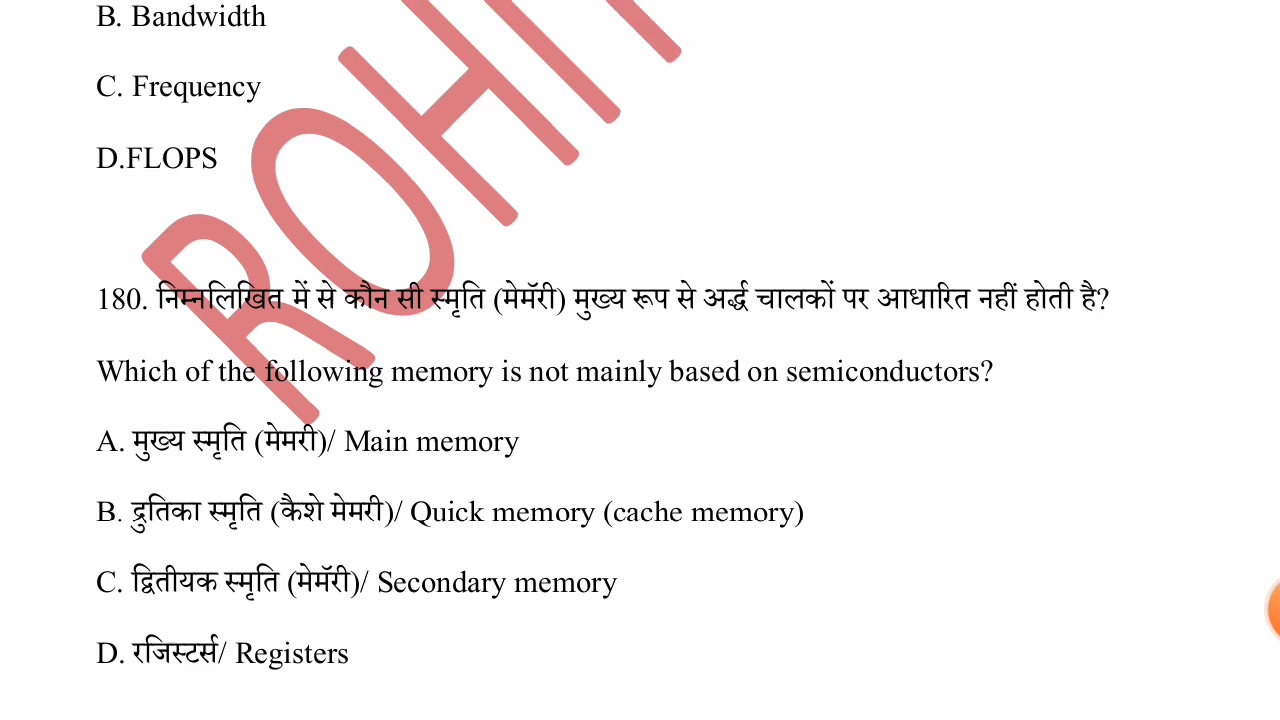 B. Bandwidth
C. Frequency
D.FLOPS
180. निम्नलिखित में से कौन सी स्मृति (मेमॅरी) मुख्य रूप से अर्द्ध चालकों पर आधारित नहीं होती है?
Which of the following memory is not mainly based on semiconductors?
A. मुख्य स्मृति (मेमरी)/ Main memory
B. द्रुतिका स्मृति (कैशे मेमरी)/ Quick memory (cache memory)
C. द्वितीयक स्मृति (मेमॅरी)/ Secondary memory
D. रजिस्टर्स/ Registers